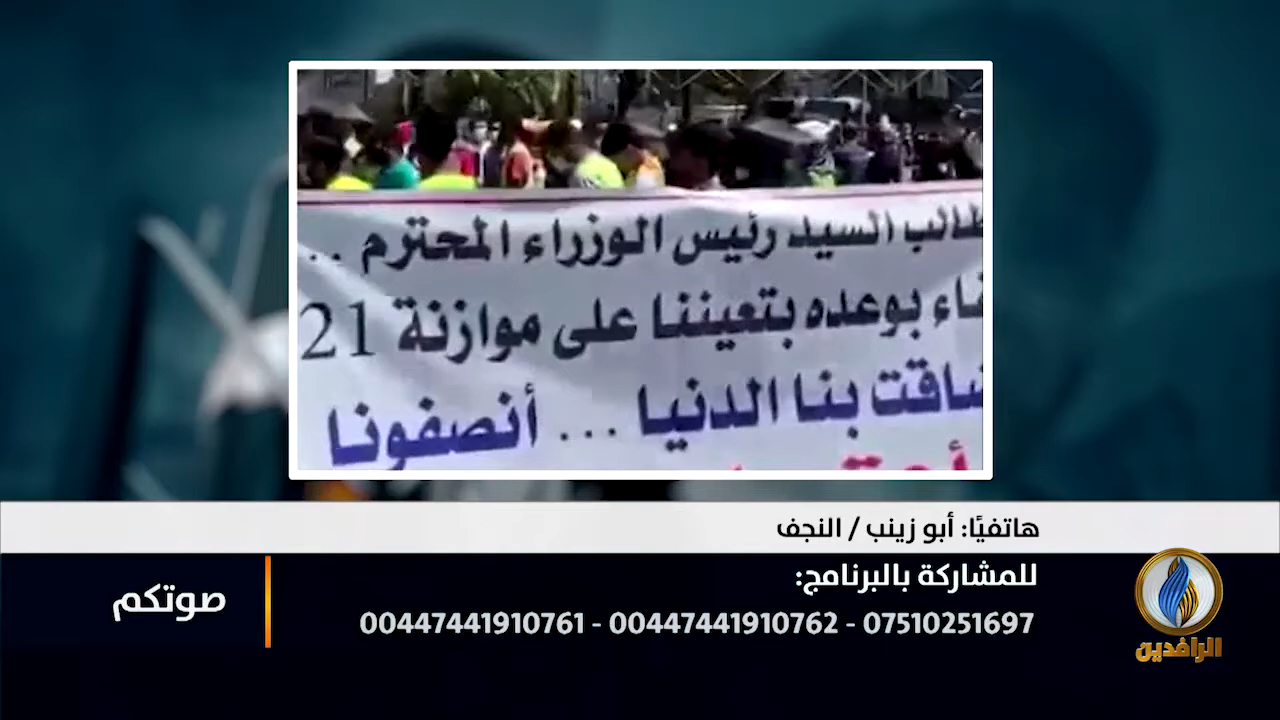 السيد رئيس الوزراء المحترم ..
بوعده بتعييننا على موازنة 21
بنا الدنيا ... أنصفونا
هاتفيًا: أبو زينب / النجف
للمشاركة بالبرنامج:
00447441910761 - 00447441910762 - 07510251697
صوتكم
الرافدين